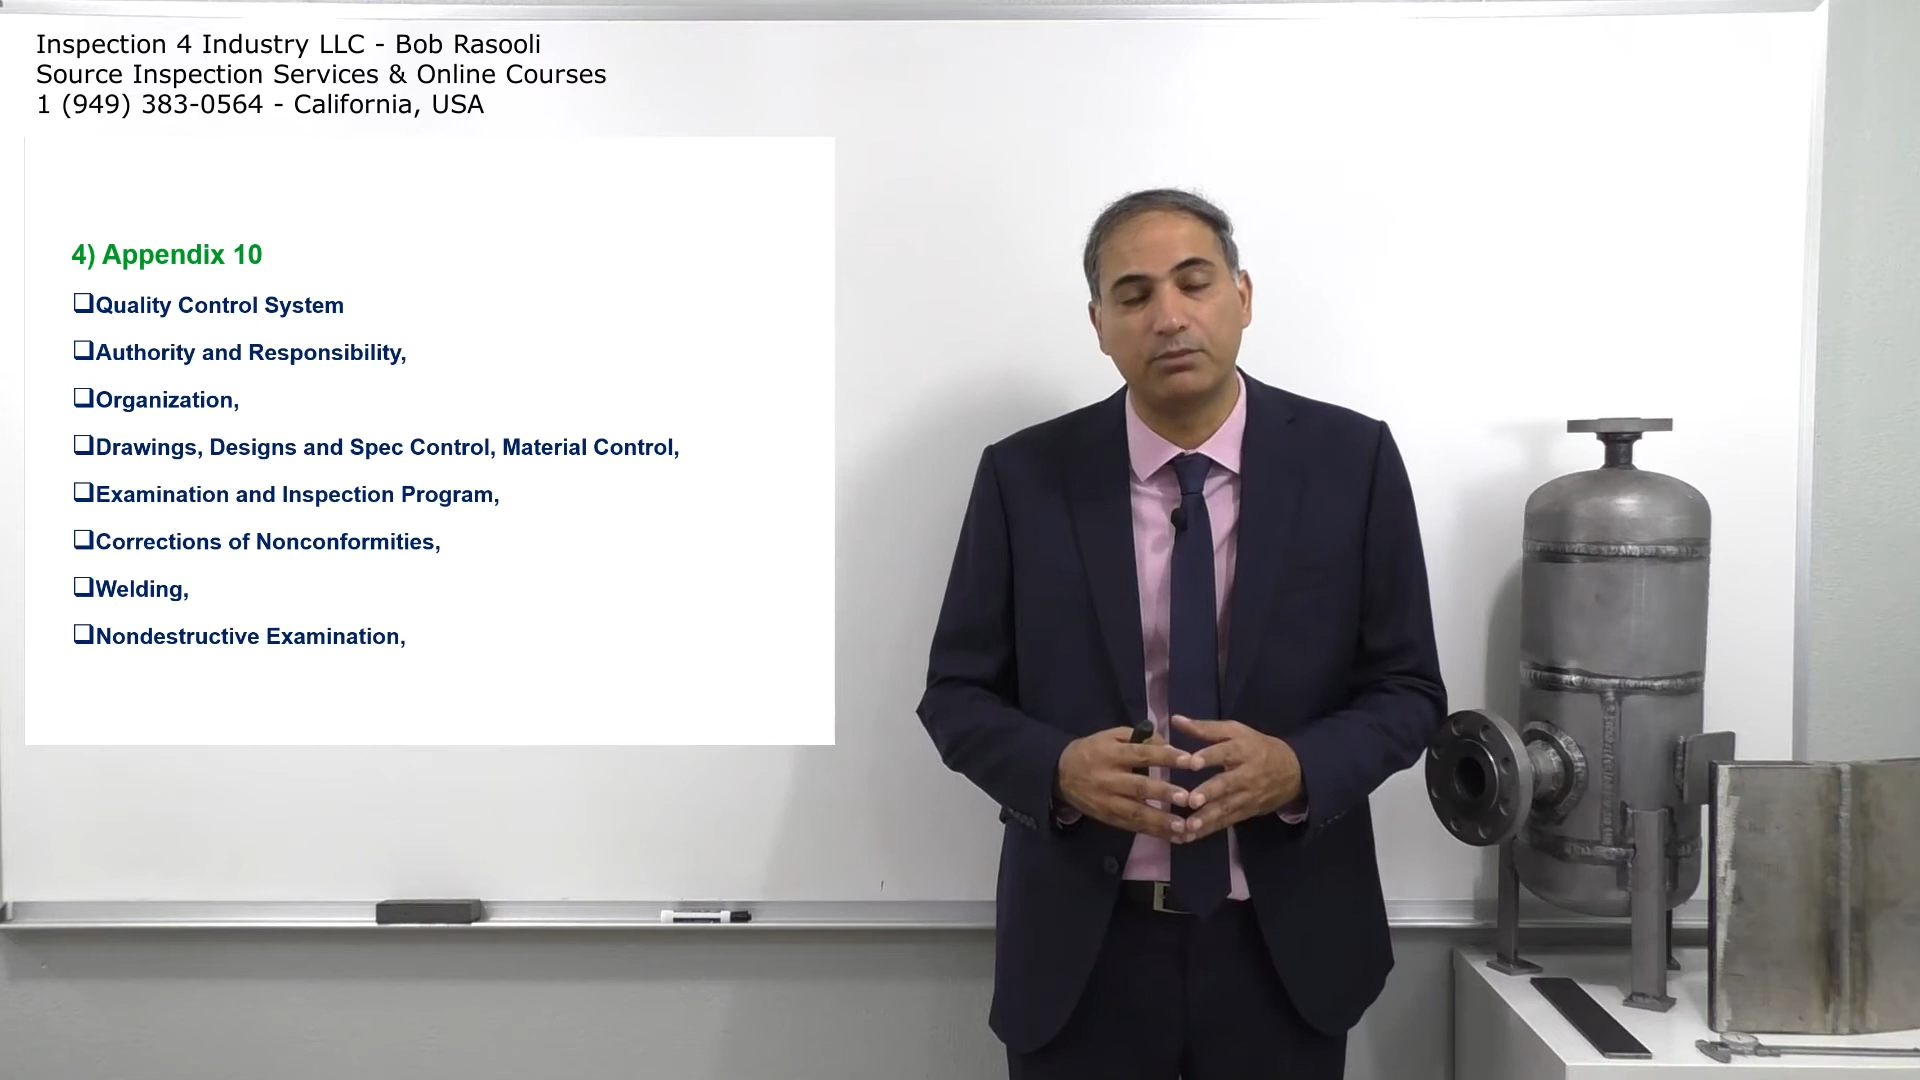 Inspection 4 Industry LLC - Bob Rasooli
Source Inspection Services & Online Courses
1 (949) 383-0564 - California, USA
4) Appendix 10
❑Quality Control System
❑Authority and Responsibility,
❑Organization,
❑Drawings, Designs and Spec Control, Material Control,
❑Examination and Inspection Program,
❑Corrections of Nonconformities,
❑Welding,
❑Nondestructive Examination,